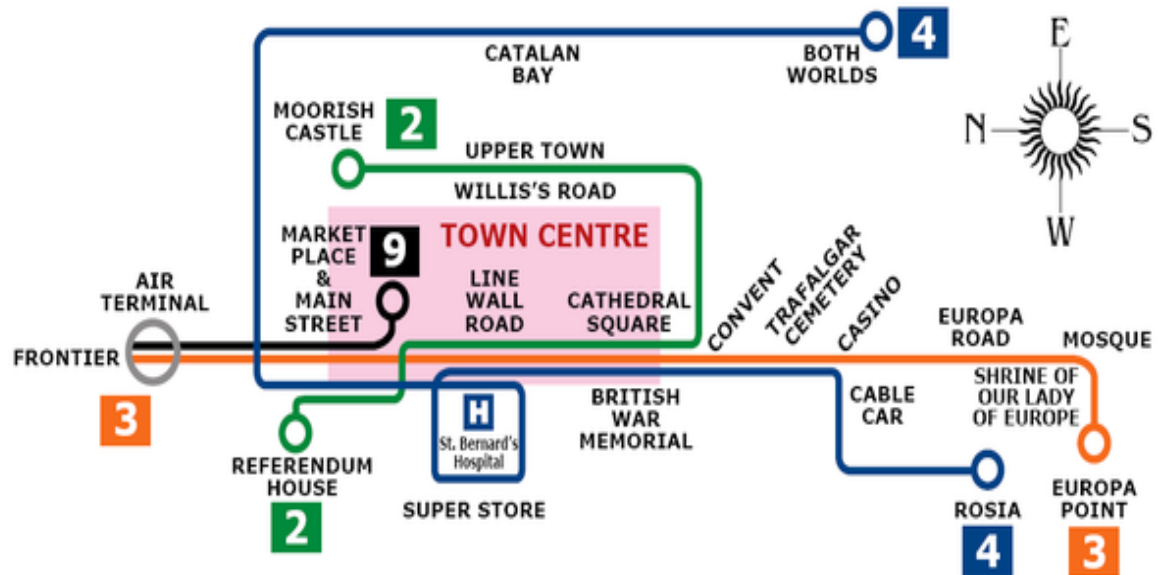 4
E
CATALAN
BAY
BOTH
WORLDS
MOORISH
CASTLE
2
N
S
UPPER TOWN
WILLIS'S ROAD
W
MARKET
PLACE
&
MAIN
STREET
9
TOWN CENTRE
LINE
WALL
ROAD
CATHEDRAL
SQUARE
AIR
TERMINAL
CONVENT
TRAFALGAR
CEMETERY
CASINO
EUROPA
ROAD
MOSQUE
FRONTIER
3
SHRINE OF
OUR LADY
OF EUROPE
CABLE
CAR
BRITISH
WAR
MEMORIAL
H
St. Bernard's
Hospital
REFERENDUM
HOUSE
2
SUPER STORE
ROSIA
4
EUROPA
POINT
3